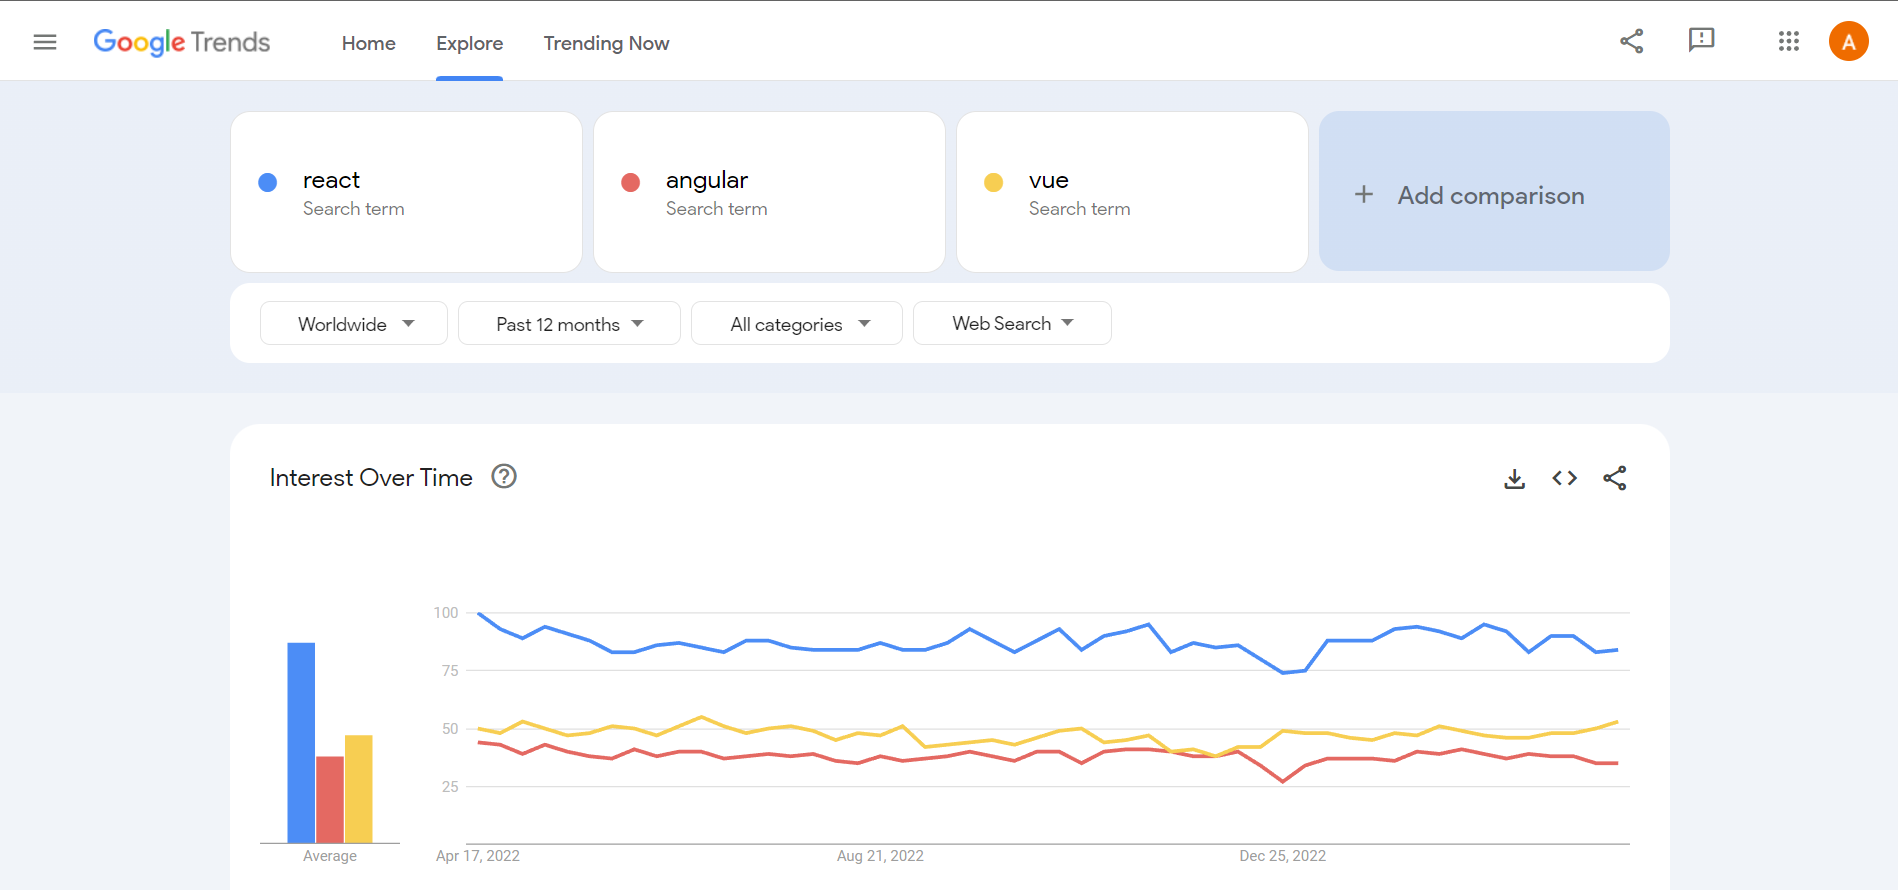 Google Trends
Home
Explore
Trending Now
A
react
Search term
angular
Search term
vue
Search term
+ Add comparison
Worldwide
Past 12 months
All categories
Web Search
Interest Over Time
?
100
75
50
25
Average
Apr 17, 2022
Aug 21, 2022
Dec 25, 2022